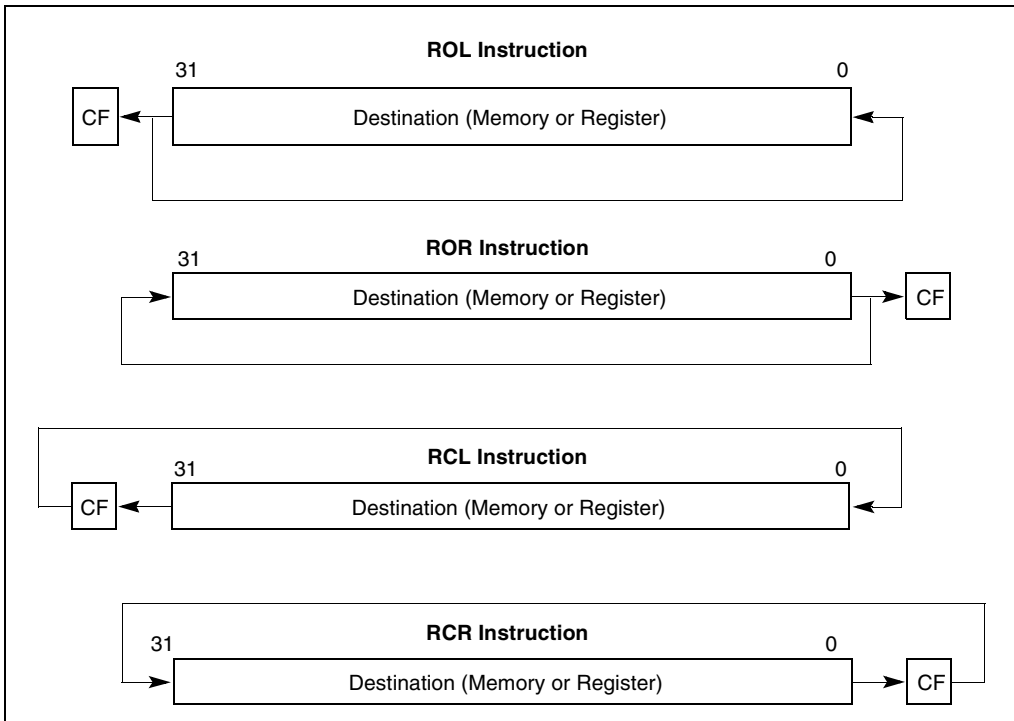 ROL Instruction
31 0
CF Destination (Memory or Register)
ROR Instruction
31 0
Destination (Memory or Register) CF
RCL Instruction
31 0
CF Destination (Memory or Register)
RCR Instruction
31 0
Destination (Memory or Register) CF